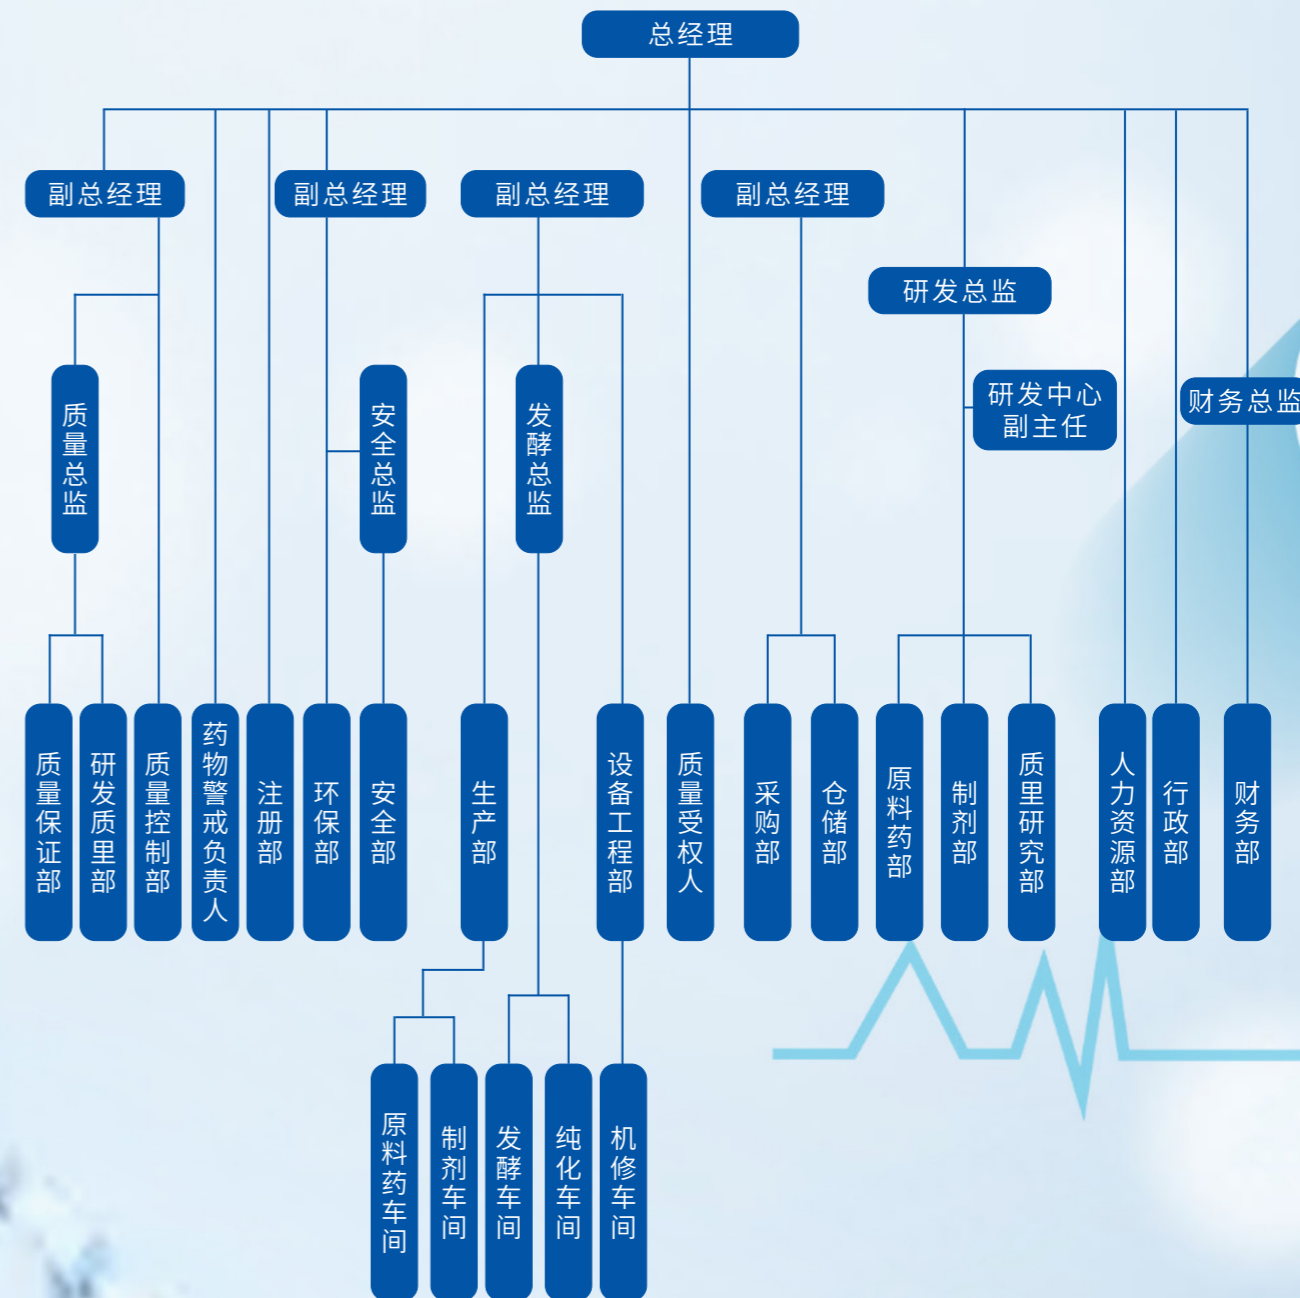 总经理
副总经理
副总经理
副总经理
副总经理
研发总监
研发中心
副主任
财务总监
质量总监
安全总监
发酵总监
质量保证部
研发质里部
质量控制部
药物警戒负责人
注册部
环保部
安全部
生产部
设备工程部
质量受权人
采购部
仓储部
原料药部
制剂部
质里研究部
人力资源部
行政部
财务部
原料药车间
制剂车间
发酵车间
纯化车间
机修车间